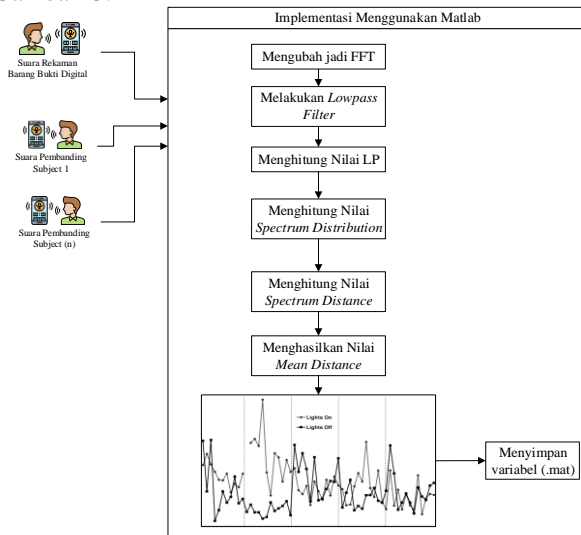 Implementasi Menggunakan Matlab
Suara Rekaman
Barang Bukti Digital
Suara Pembanding
Subject 1
Suara Pembanding
Subject (n)
Mengubah jadi FFT
Melakukan Lowpass
Filter
Menghitung Nilai LP
Menghitung Nilai
Spectrum Distribution
Menghitung Nilai
Spectrum Distance
Menghasilkan Nilai
Mean Distance
Lights On
Lights Off
Menyimpan
variabel (.mat)